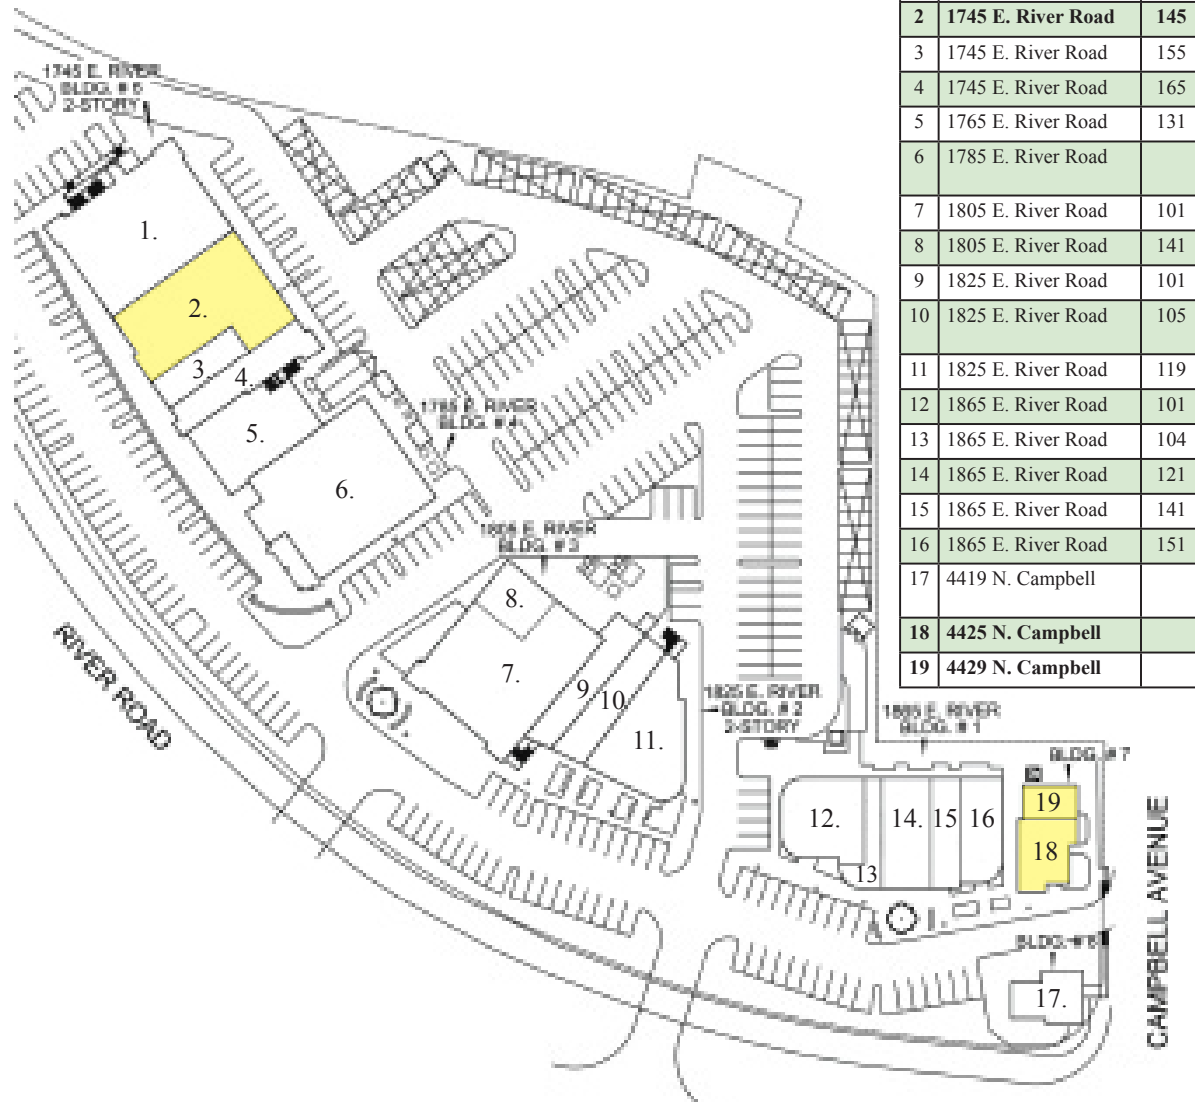 2 1745 E. River Road 145
3 1745 E. River Road 155
4 1745 E. River Road 165
5 1765 E. River Road 131
6 1785 E. River Road
7 1805 E. River Road 101
8 1805 E. River Road 141
9 1825 E. River Road 101
10 1825 E. River Road 105
11 1825 E. River Road 119
12 1865 E. River Road 101
13 1865 E. River Road 104
14 1865 E. River Road 121
15 1865 E. River Road 141
16 1865 E. River Road 151
17 4419 N. Campbell
18 4425 N. Campbell
19 4429 N. Campbell
1745 E. RIVER
BLDG. # 5
2-STORY
1.
2.
3.
4.
5.
6.
1785 E. RIVER
BLDG. # 4
1805 E. RIVER
BLDG. # 3
8.
7.
9.
10.
11.
1825 E. RIVER
BLDG. # 2
2-STORY
1865 E. RIVER
BLDG. # 1
BLDG. # 7
12.
13
14.
15
16
19
18
BLDG. # 6
17.
RIVER ROAD
CAMPBELL AVENUE